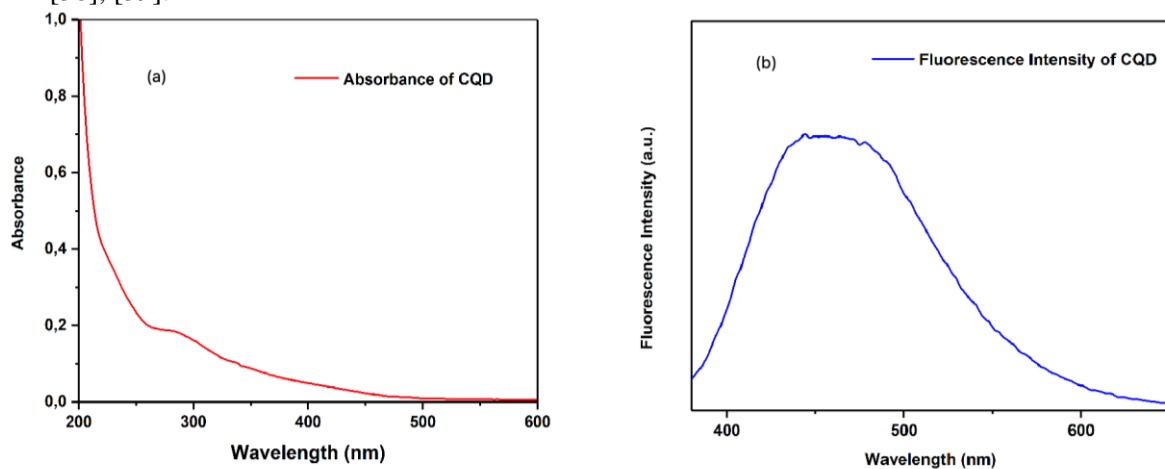 (a)
Absorbance of CQD
1,0
0,8
0,6
0,4
0,2
0,0
Absorbance
200
300
400
500
600
Wavelength (nm)
(b)
Fluorescence Intensity of CQD
Fluorescence Intensity (a.u.)
400
500
600
Wavelength (nm)